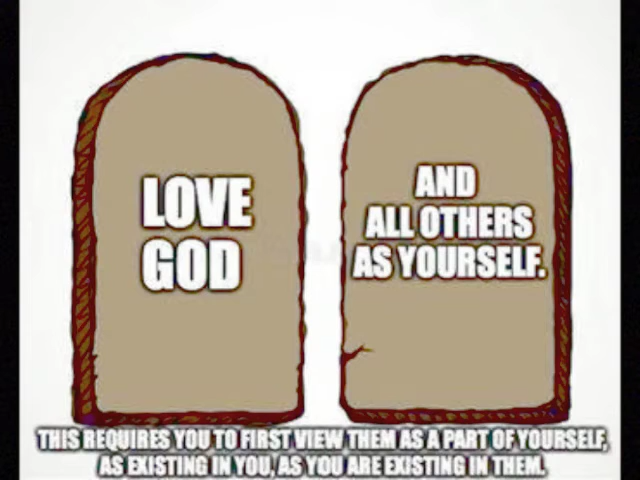 LOVE
GOD
AND
ALL OTHERS
AS YOURSELF.
THIS REQUIRES YOU TO FIRST VIEW THEM AS A PART OF YOURSELF,
AS EXISTING IN YOU, AS YOU ARE EXISTING IN THEM.